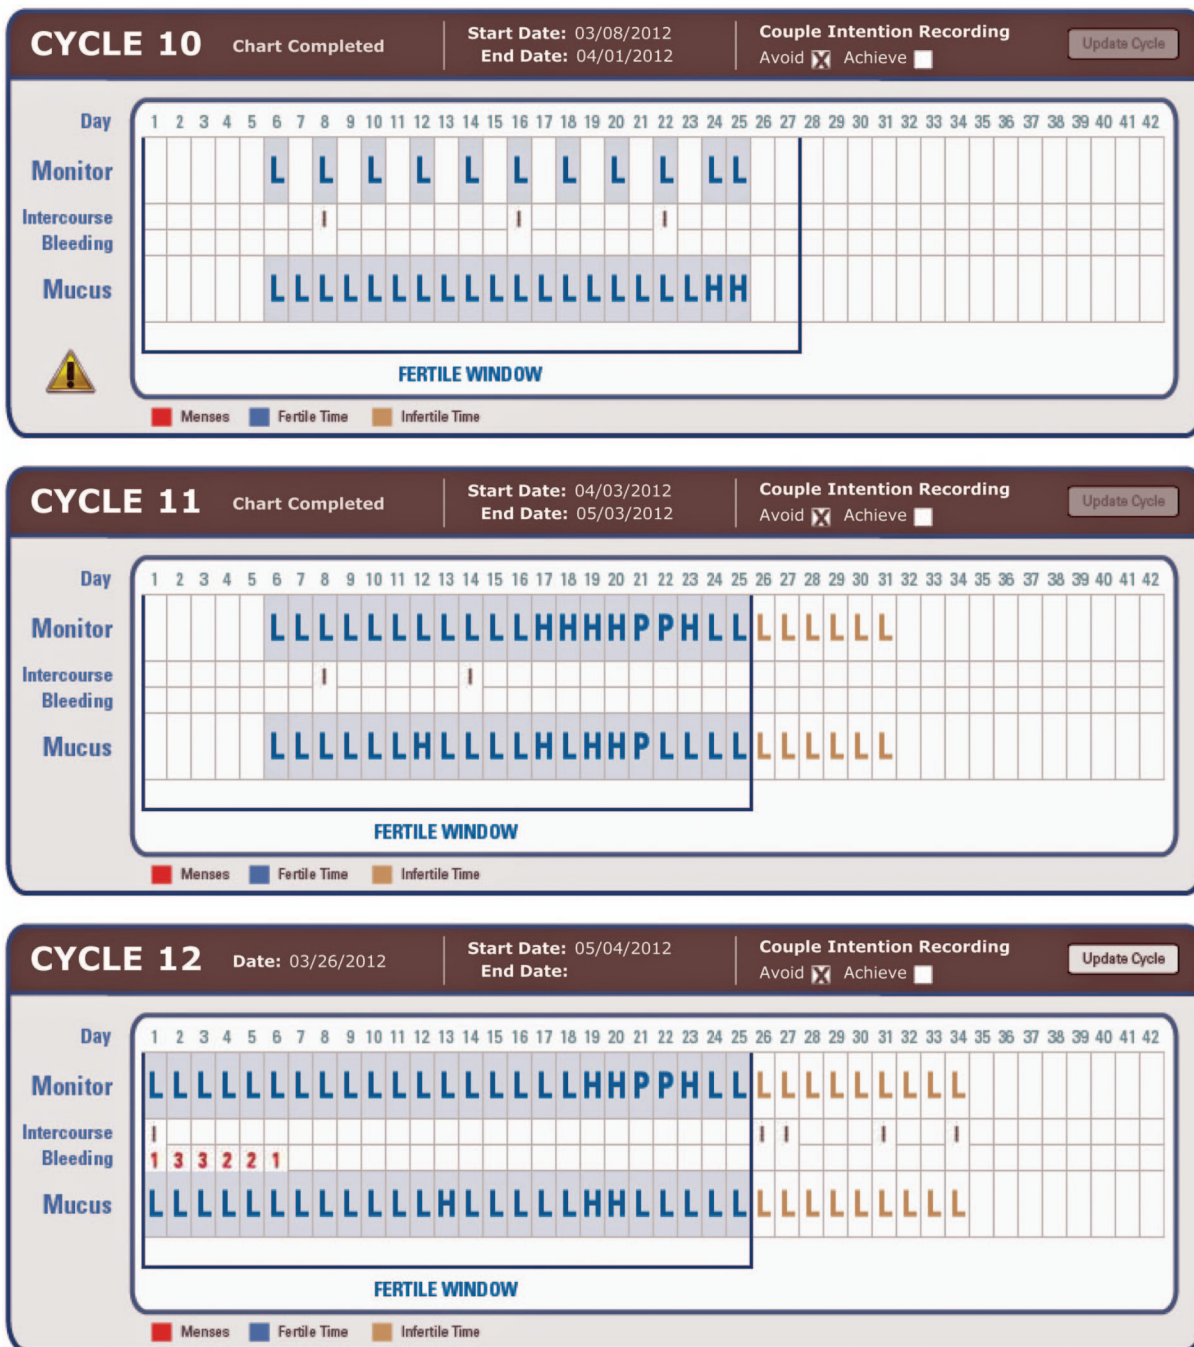 CYCLE 10 Chart Completed Start Date: 03/08/2012 Couple Intention Recording Update Cycle
End Date: 04/01/2012 Avoid X Achieve
Day 1 2 3 4 5 6 7 8 9 10 11 12 13 14 15 16 17 18 19 20 21 22 23 24 25 26 27 28 29 30 31 32 33 34 35 36 37 38 39 40 41 42
Monitor L L L L L L L L L L L
Intercourse I I I
Bleeding
Mucus L L L L L L L L L L L L L L L L L L H H
FERTILE WINDOW
Menses Fertile Time Infertile Time
CYCLE 11 Chart Completed Start Date: 04/03/2012 Couple Intention Recording Update Cycle
End Date: 05/03/2012 Avoid X Achieve
Day 1 2 3 4 5 6 7 8 9 10 11 12 13 14 15 16 17 18 19 20 21 22 23 24 25 26 27 28 29 30 31 32 33 34 35 36 37 38 39 40 41 42
Monitor L L L L L L L L L L L H H H H P P H L L L L L L L L
Intercourse I I
Bleeding
Mucus L L L L L L H L L L L H L H H P L L L L L L L L L L
FERTILE WINDOW
Menses Fertile Time Infertile Time
CYCLE 12 Date: 03/26/2012 Start Date: 05/04/2012 Couple Intention Recording Update Cycle
End Date: Avoid X Achieve
Day 1 2 3 4 5 6 7 8 9 10 11 12 13 14 15 16 17 18 19 20 21 22 23 24 25 26 27 28 29 30 31 32 33 34 35 36 37 38 39 40 41 42
Monitor L L L L L L L L L L L L L L L L L L H H P P H L L L L L L L L L L L
Intercourse I I I I I
Bleeding 1 3 3 2 2 1
Mucus L L L L L L L L L L L L H L L L L L H H L L L L L L L L L L L L L L
FERTILE WINDOW
Menses Fertile Time Infertile Time